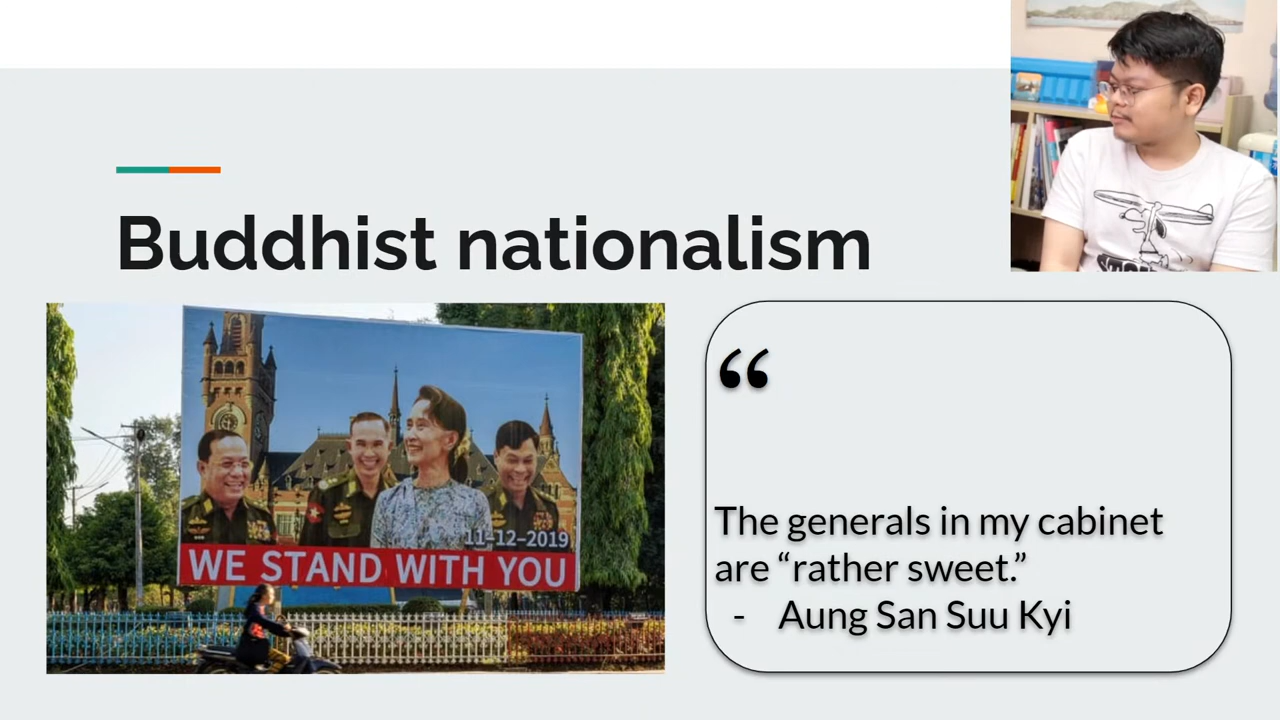 Buddhist nationalism
11-12-2019
WE STAND WITH YOU
“
The generals in my cabinet
are “rather sweet.”
- Aung San Suu Kyi